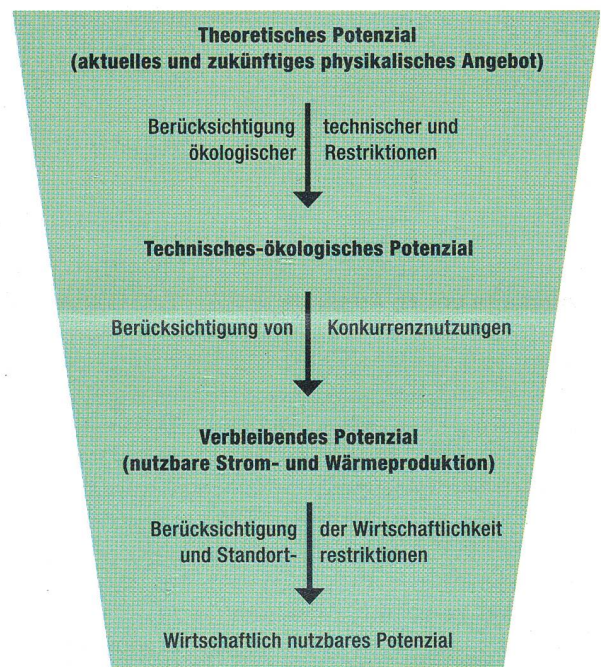 Theoretisches Potenzial
(aktuelles und zukünftiges physikalisches Angebot)
Berücksichtigung technischer und
ökologischer Restriktionen
Technisches-ökologisches Potenzial
Berücksichtigung von Konkurrenznutzungen
Verbleibendes Potenzial
(nutzbare Strom- und Wärmeproduktion)
Berücksichtigung der Wirtschaftlichkeit
und Standort- restriktionen
Wirtschaftlich nutzbares Potenzial